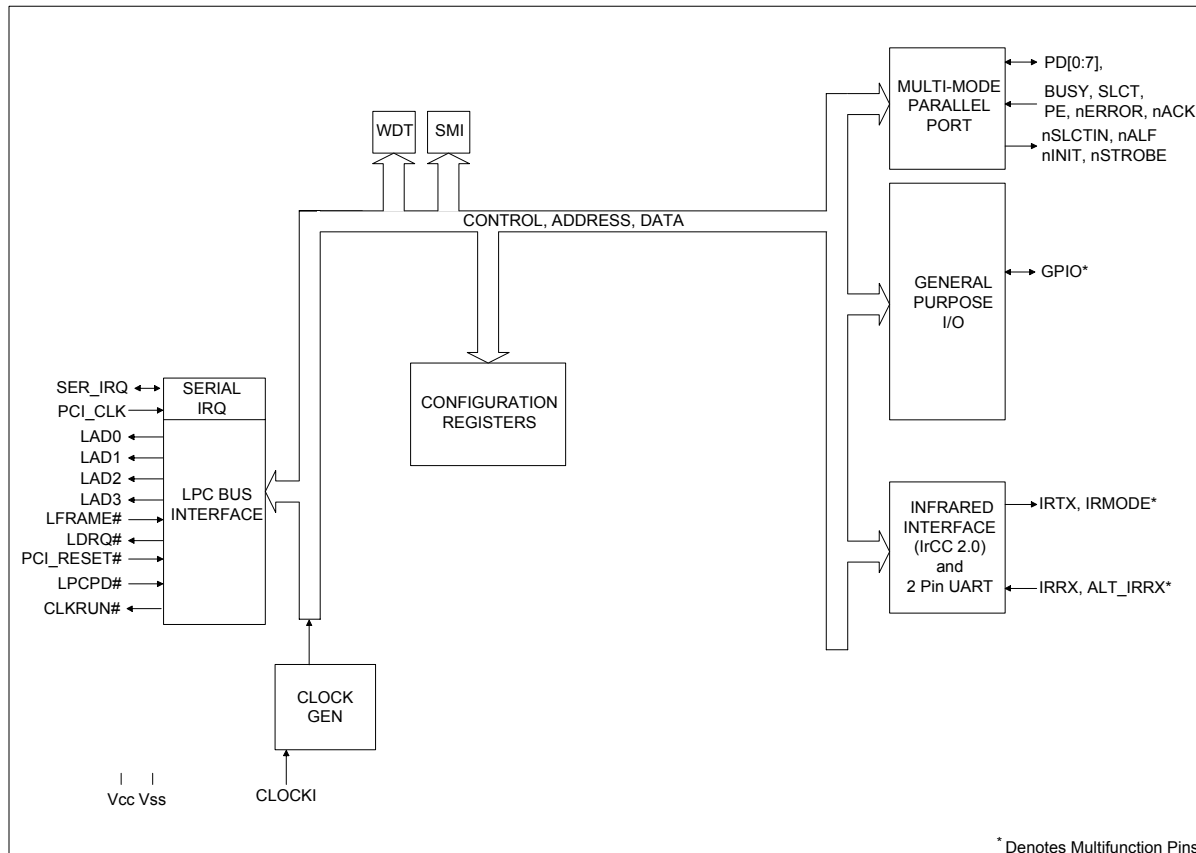 WDT
SMI
CONTROL, ADDRESS, DATA
MULTI-MODE
PARALLEL
PORT
PD[0:7],
BUSY, SLCT,
PE, nERROR, nACK
nSLCTIN, nALF
nINIT, nSTROBE
GENERAL
PURPOSE
I/O
GPIO*
CONFIGURATION
REGISTERS
SER_IRQ
PCI_CLK
SERIAL
IRQ
LAD0
LAD1
LAD2
LAD3
LFRAME#
LDRQ#
PCI_RESET#
LPCPD#
CLKRUN#
LPC BUS
INTERFACE
INFRARED
INTERFACE
(IrCC 2.0)
and
2 Pin UART
IRTX, IRMODE*
IRRX, ALT_IRRX*
CLOCK
GEN
CLOCKI
Vcc Vss
* Denotes Multifunction Pins